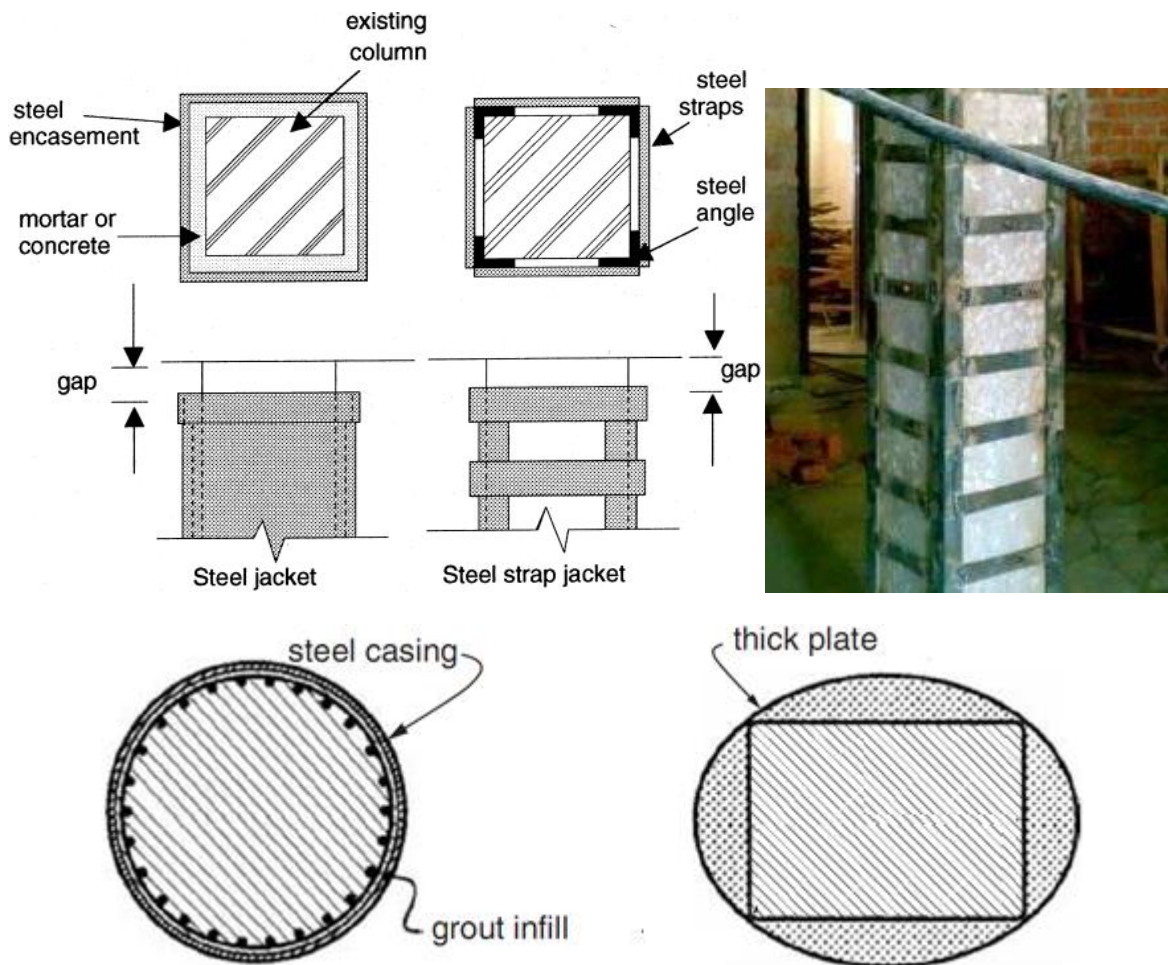 existing
column
steel
encasement
mortar or
concrete
steel
straps
steel
angle
gap
gap
Steel jacket
Steel strap jacket
steel casing
thick plate
grout infill